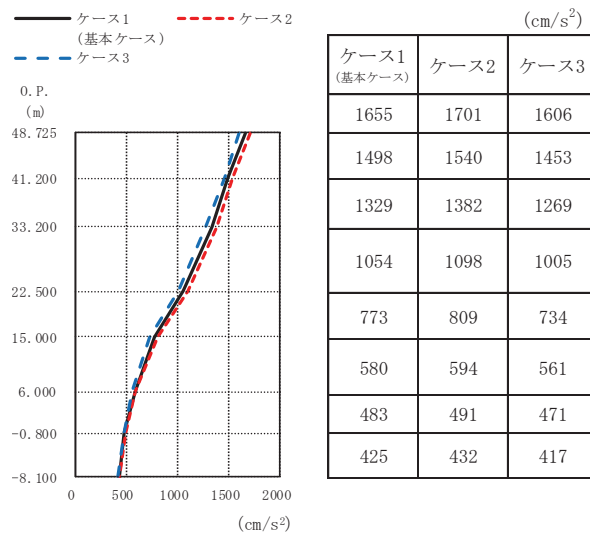 ケース1 ケース2
(基本ケース)
ケース3
O.P.
(m)
48.725
41.200
33.200
22.500
15.000
6.000
-0.800
-8.100
0 500 1000 1500 2000
(cm/s²)
(cm/s²)
ケース1 ケース2 ケース3
(基本ケース)
1655 1701 1606
1498 1540 1453
1329 1382 1269
1054 1098 1005
773 809 734
580 594 561
483 491 471
425 432 417